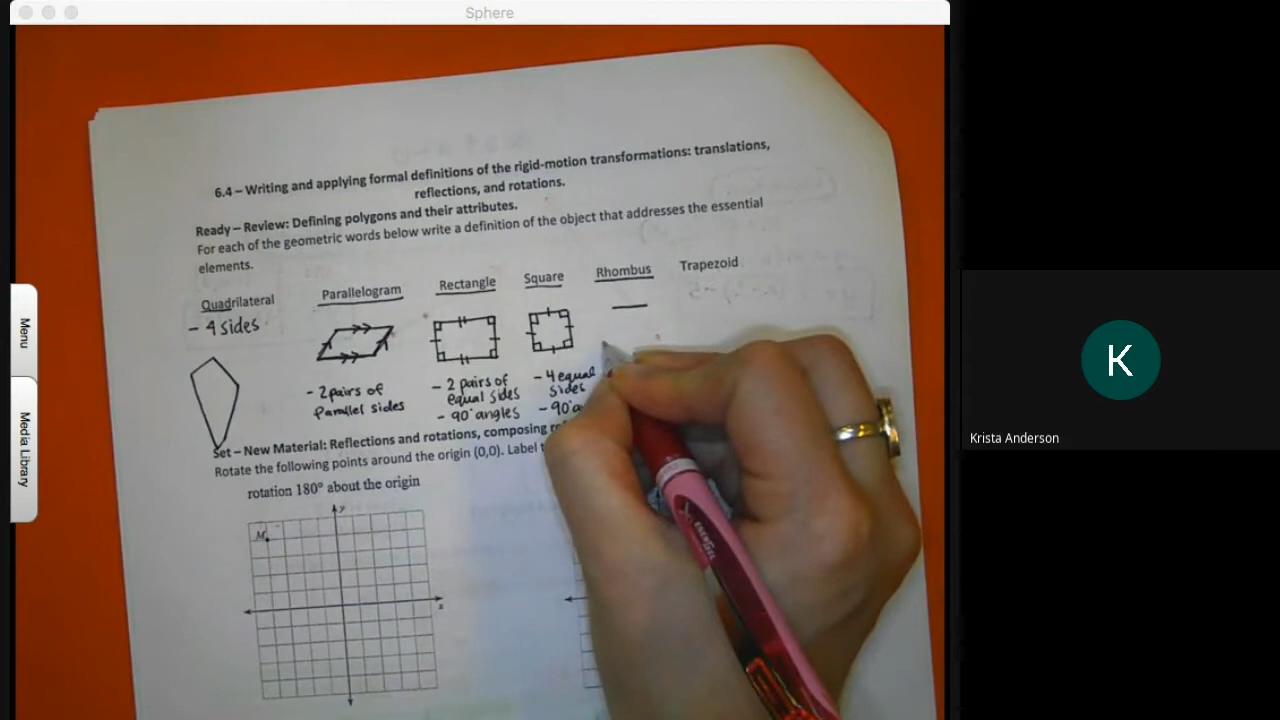 Sphere
6.4 – Writing and applying formal definitions of the rigid-motion transformations: translations,
reflections, and rotations.
Ready – Review: Defining polygons and their attributes.
For each of the geometric words below write a definition of the object that addresses the essential
elements.
Quadrilateral Parallelogram Rectangle Square Rhombus Trapezoid
- 4 sides
- 2 pairs of
Parallel sides
- 2 pairs of
equal sides
- 90° angles
- 4 equal
sides
- 90°
Set – New Material: Reflections and rotations, composing
Rotate the following points around the origin (0,0). Label
rotation 180° about the origin
y
M
x
Menu
Media Library
ENERGEL
K
Krista Anderson